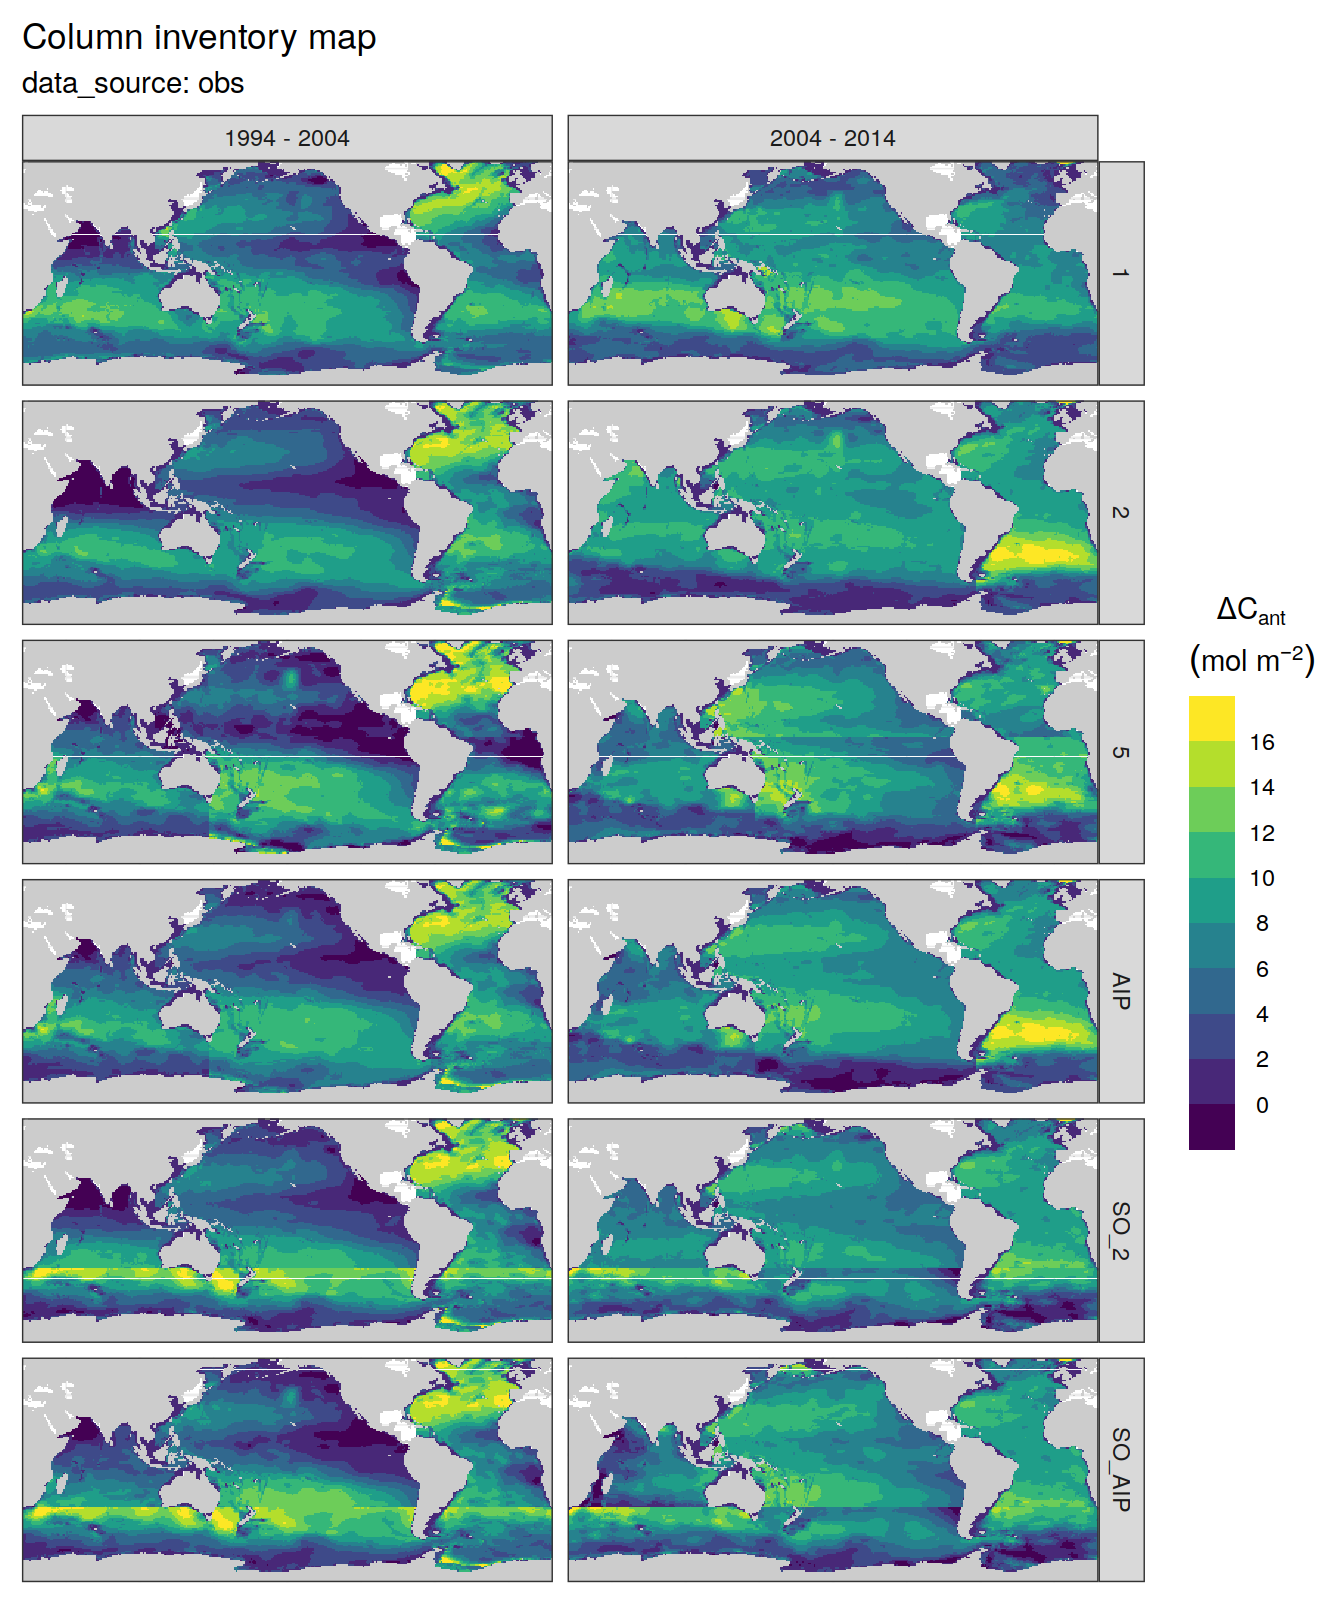 Column inventory map
data_source: obs
1994 - 2004
2004 - 2014
1
2
5
AIP
SO_2
SO_AIP
ΔCant
(mol m−2)
16
14
12
10
8
6
4
2
0